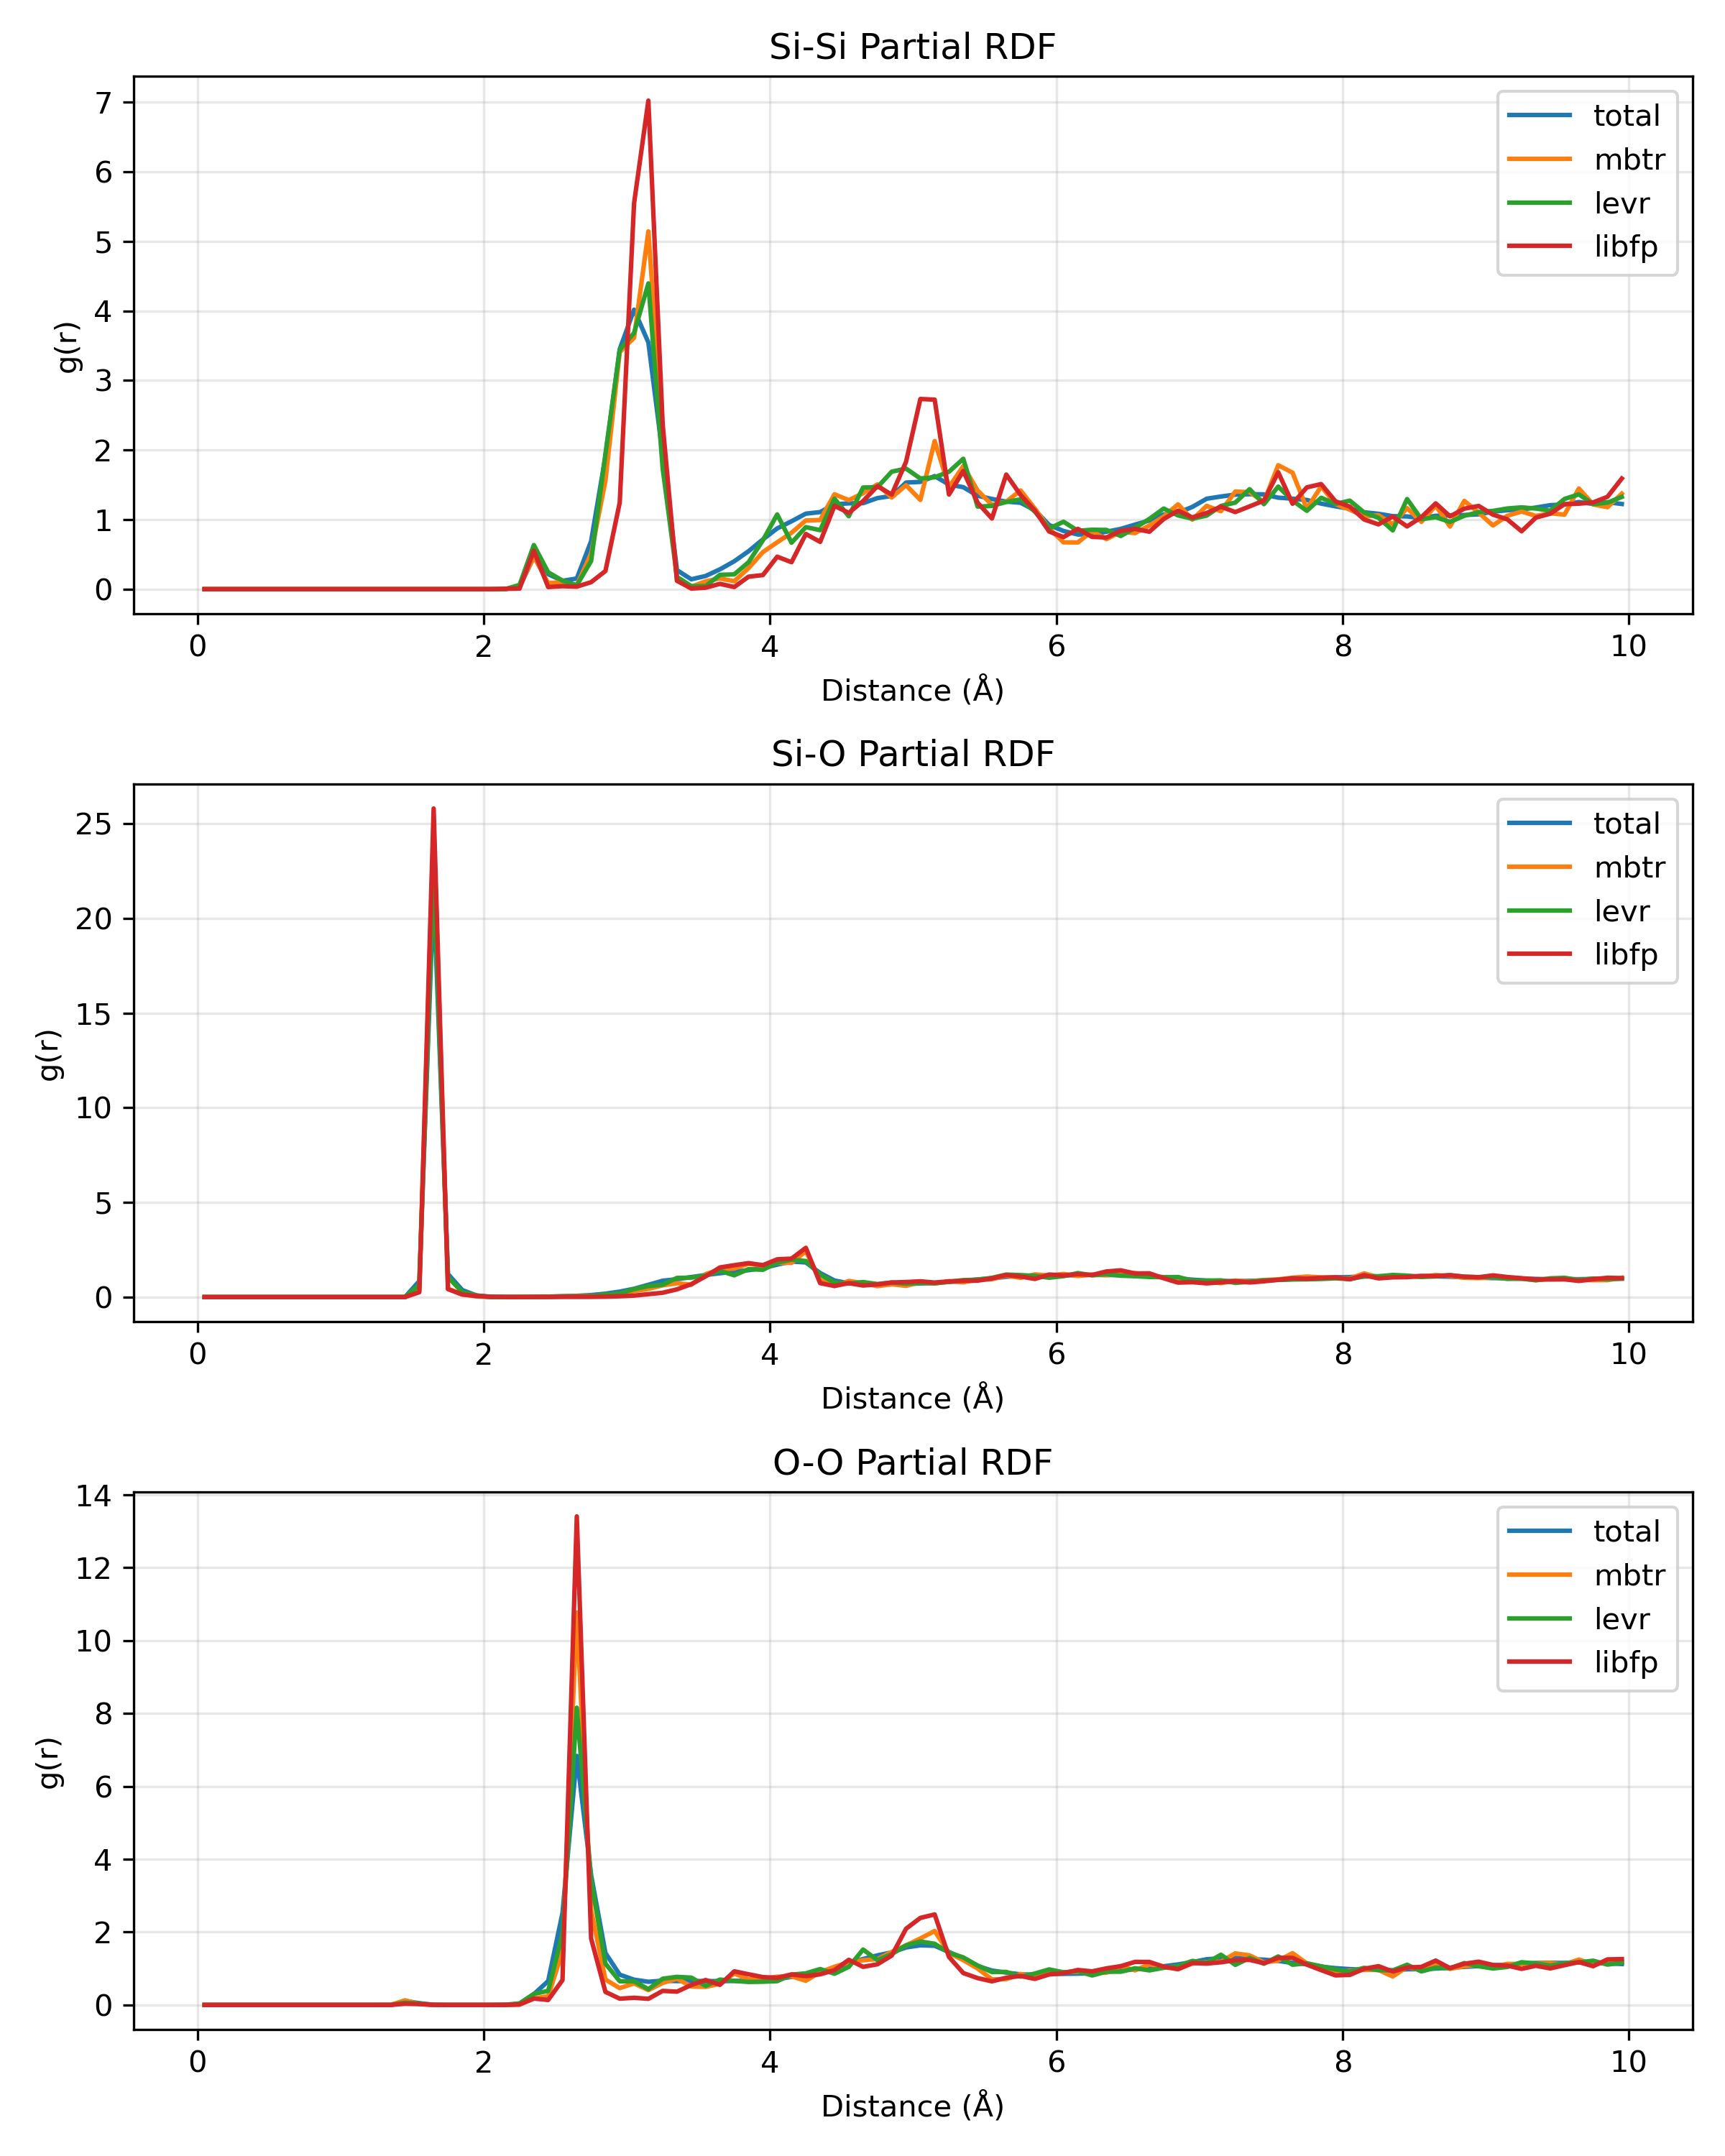 Si-Si Partial RDF
7
6
5
4
3
2
1
0
g(r)
total
mbtr
levr
libfp
0 2 4 6 8 10
Distance (Å)
Si-O Partial RDF
25
20
15
10
5
0
g(r)
total
mbtr
levr
libfp
0 2 4 6 8 10
Distance (Å)
O-O Partial RDF
14
12
10
8
6
4
2
0
g(r)
total
mbtr
levr
libfp
0 2 4 6 8 10
Distance (Å)